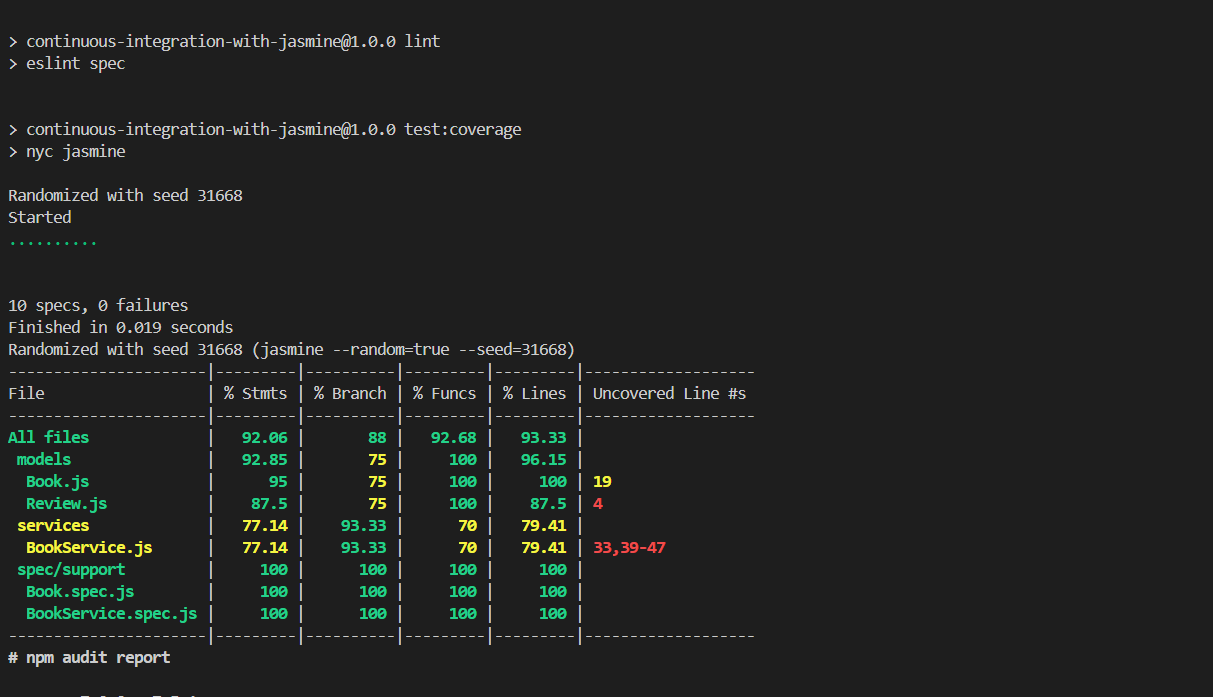 > continuous-integration-with-jasmine@1.0.0 lint
> eslint spec
> continuous-integration-with-jasmine@1.0.0 test:coverage
> nyc jasmine
Randomized with seed 31668
Started
..........
10 specs, 0 failures
Finished in 0.019 seconds
Randomized with seed 31668 (jasmine --random=true --seed=31668)
----------------------|---------|----------|---------|---------|-------------------
File                  | % Stmts | % Branch | % Funcs | % Lines | Uncovered Line #s
----------------------|---------|----------|---------|---------|-------------------
All files             |   92.06 |       88 |   92.68 |   93.33 |
 models               |   92.85 |       75 |     100 |   96.15 |
  Book.js             |      95 |       75 |     100 |     100 | 19
  Review.js           |    87.5 |       75 |     100 |    87.5 | 4
 services             |   77.14 |    93.33 |      70 |   79.41 |
  BookService.js      |   77.14 |    93.33 |      70 |   79.41 | 33,39-47
 spec/support         |     100 |      100 |     100 |     100 |
  Book.spec.js        |     100 |      100 |     100 |     100 |
  BookService.spec.js |     100 |      100 |     100 |     100 |
----------------------|---------|----------|---------|---------|-------------------
# npm audit report